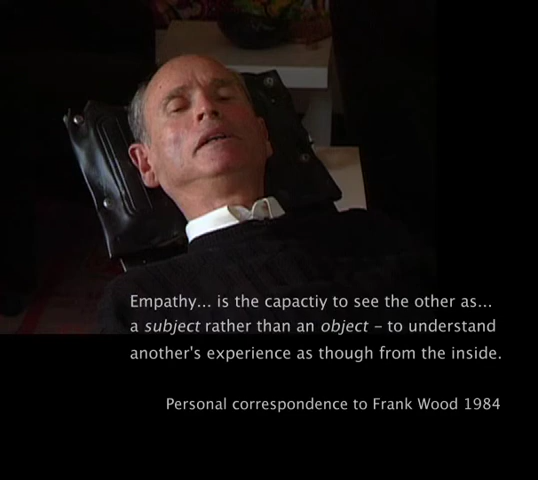 Empathy... is the capactiy to see the other as...
a subject rather than an object – to understand
another's experience as though from the inside.
Personal correspondence to Frank Wood 1984